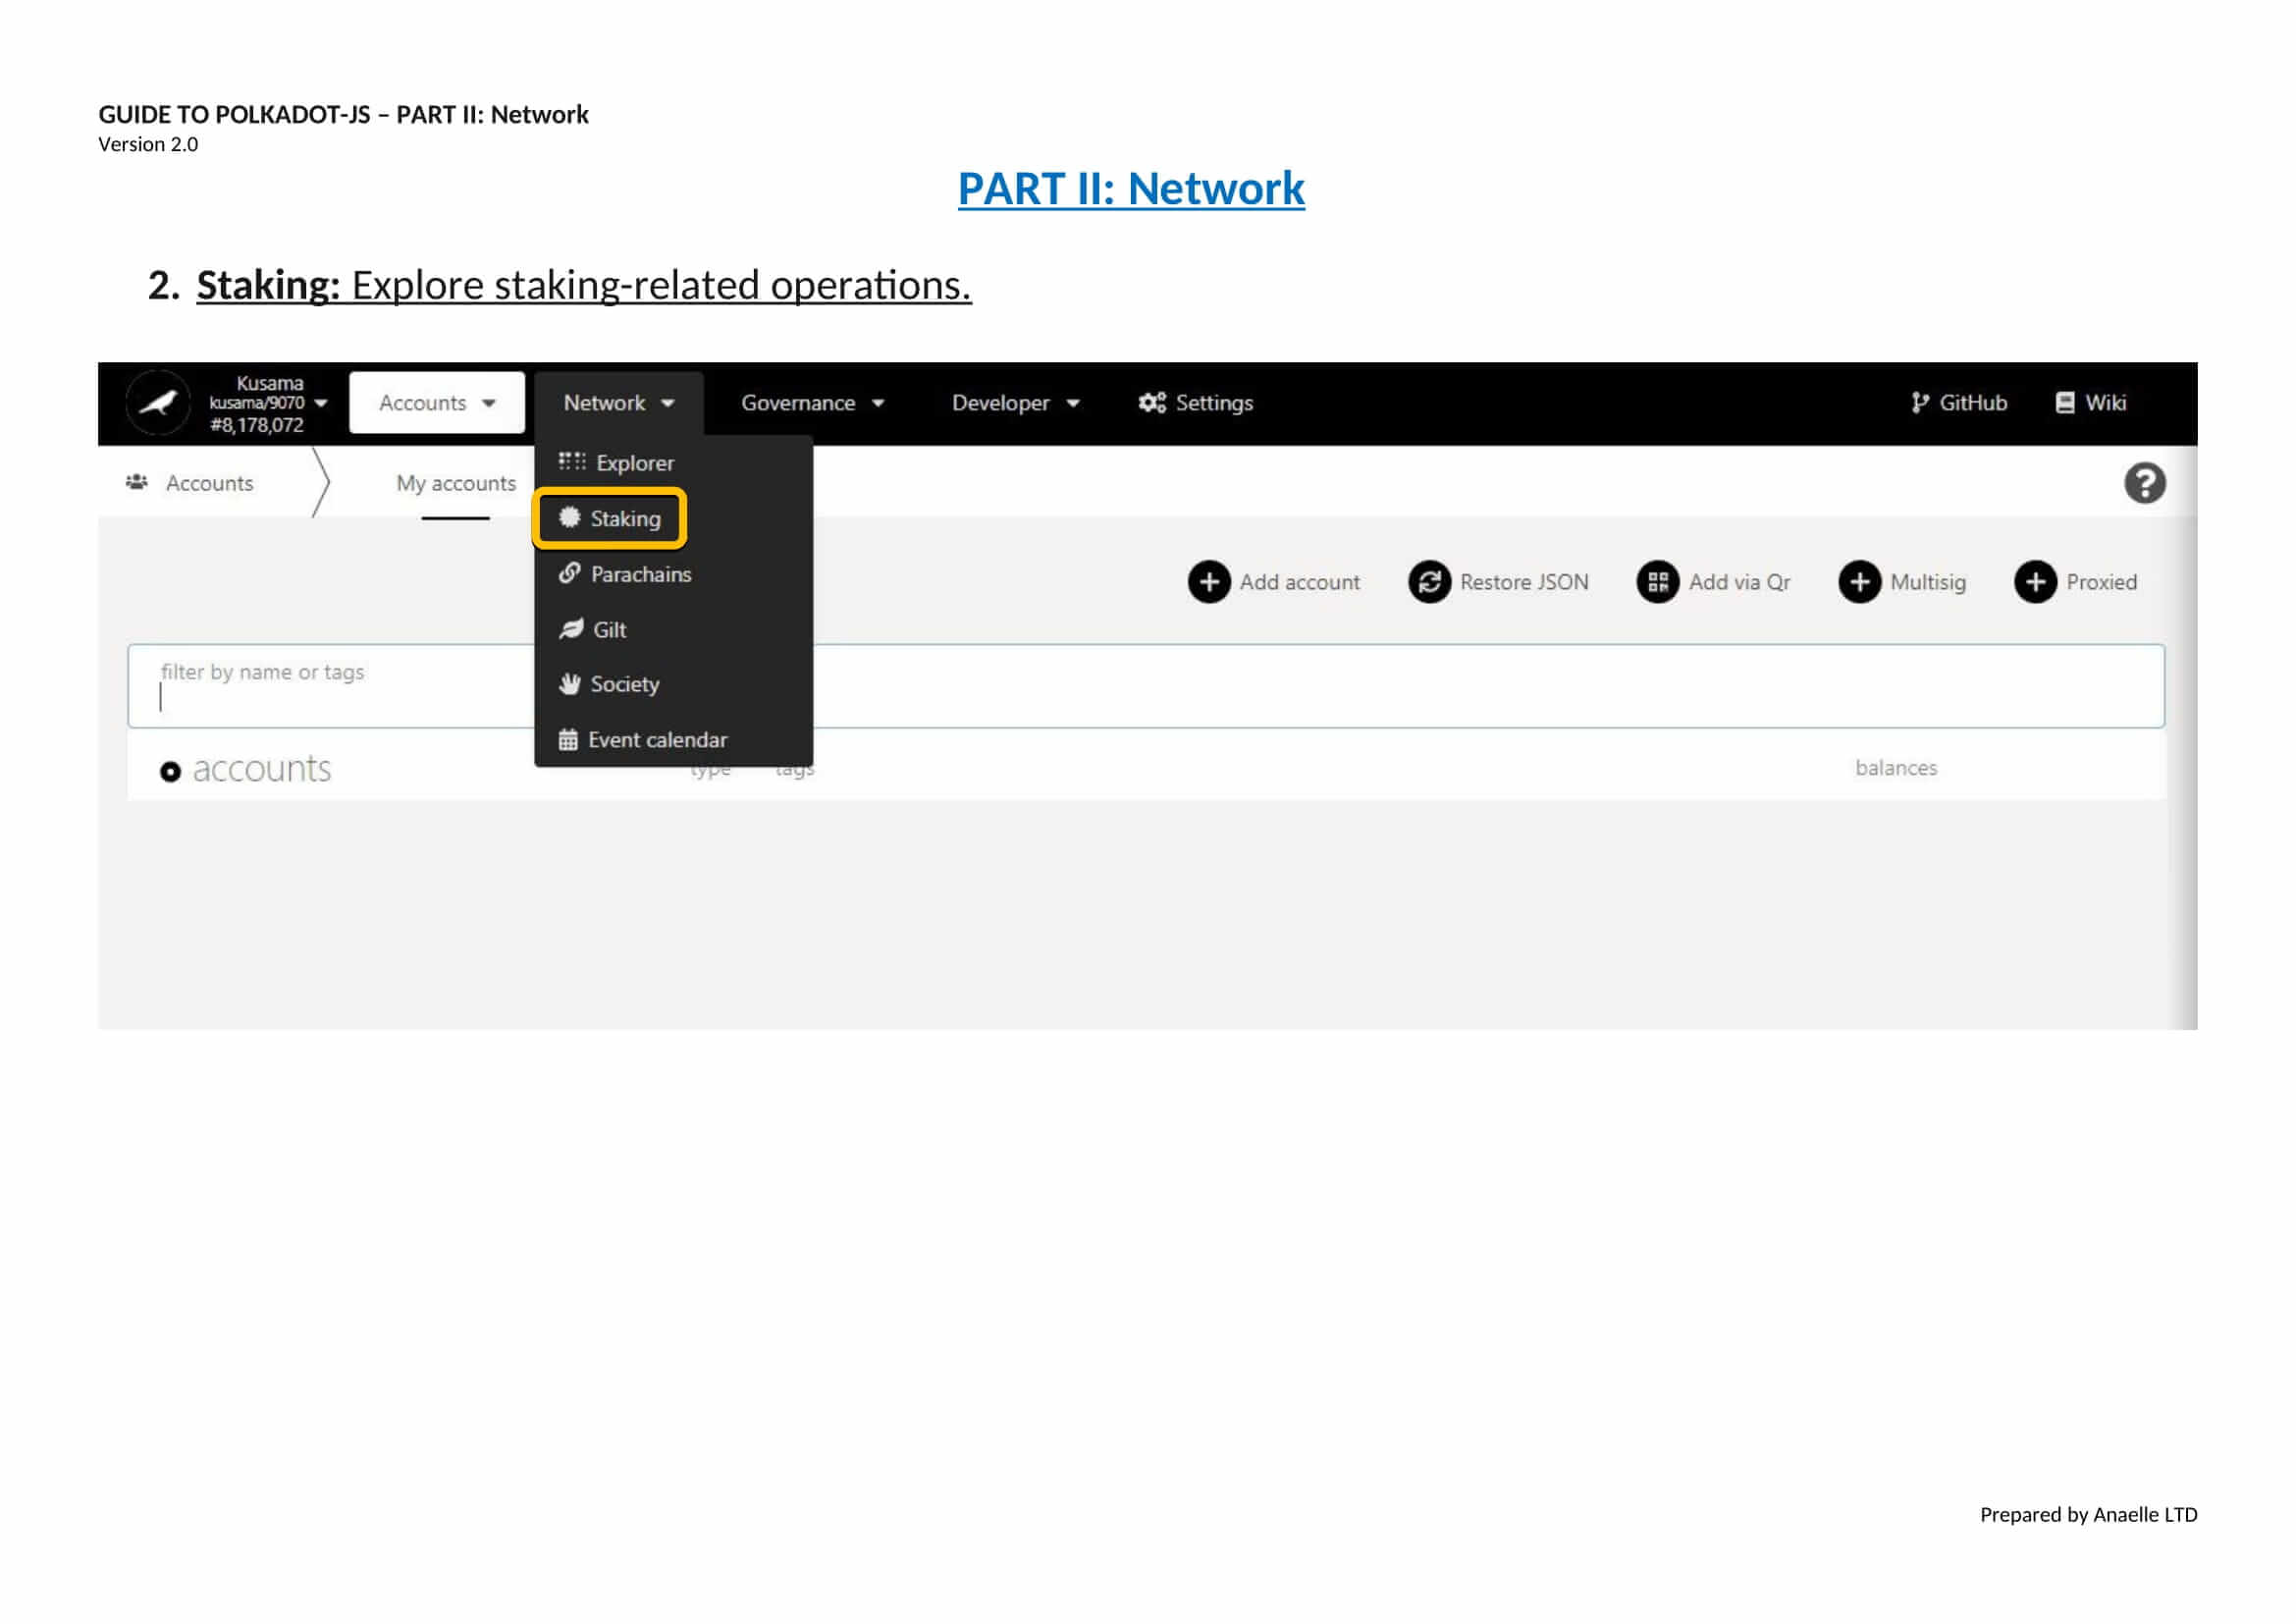 GUIDE TO POLKADOT-JS – PART II: Network
Version 2.0
PART II: Network
2. Staking: Explore staking-related operations.
Kusama
kusama/9070
#8,178,072
Accounts
Network
Governance
Developer
Settings
GitHub
Wiki
Accounts
My accounts
Explorer
Staking
Parachains
Gilt
Society
Event calendar
Add account
Restore JSON
Add via Qr
Multisig
Proxied
filter by name or tags
accounts
type
tags
balances
Prepared by Anaelle LTD